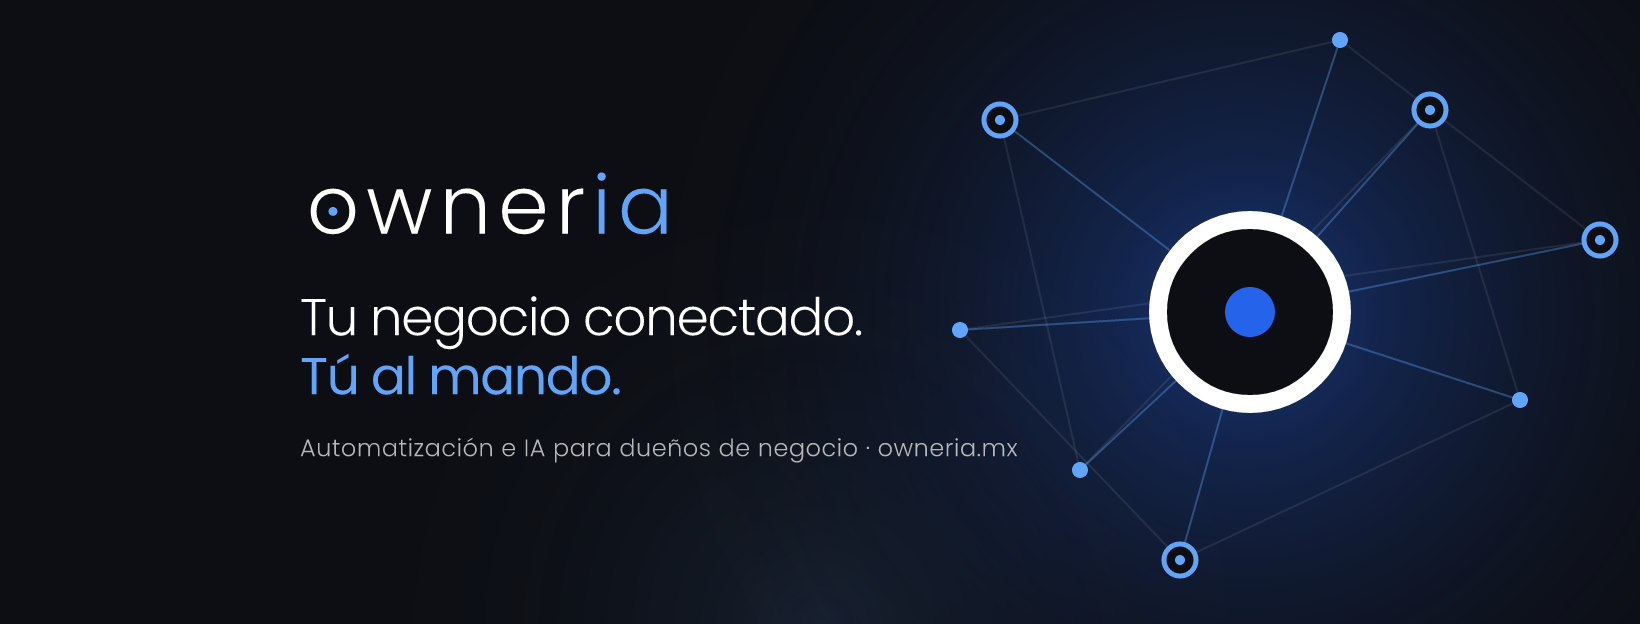 owneria
Tu negocio conectado.
Tú al mando.
Automatización e IA para dueños de negocio · owneria.mx